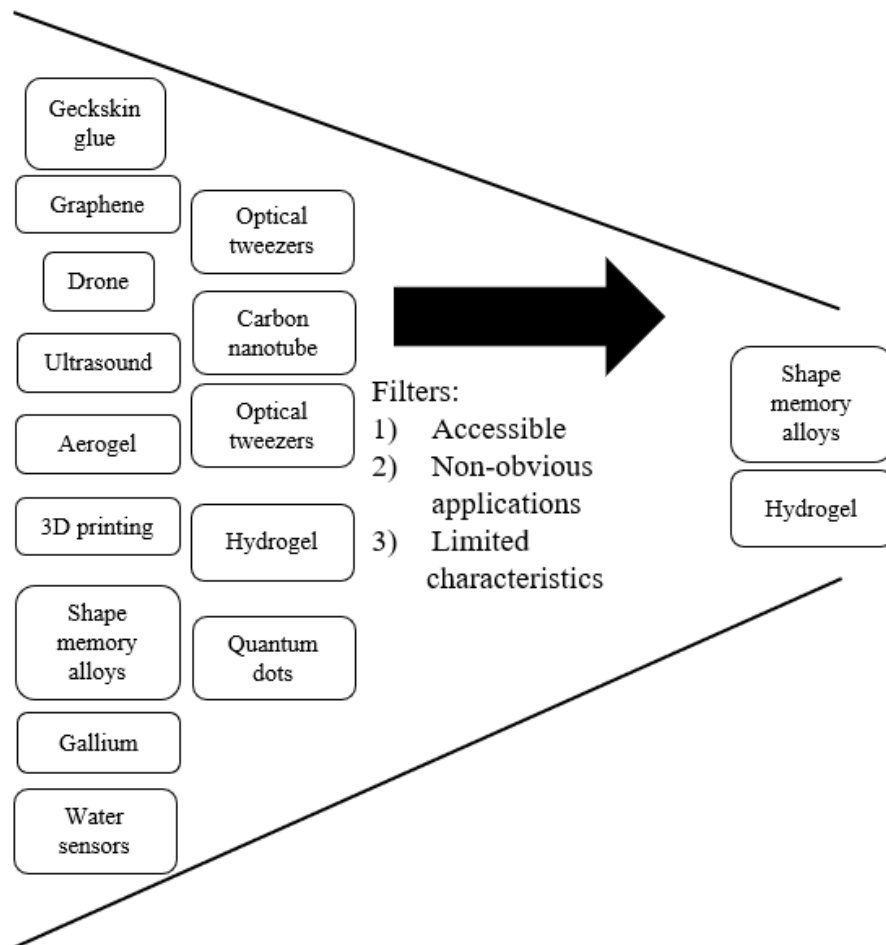 Geckskin
glue
Graphene
Drone
Ultrasound
Aerogel
3D printing
Shape
memory
alloys
Gallium
Water
sensors
Optical
tweezers
Carbon
nanotube
Optical
tweezers
Hydrogel
Quantum
dots
Filters:
1) Accessible
2) Non-obvious
applications
3) Limited
characteristics
Shape
memory
alloys
Hydrogel